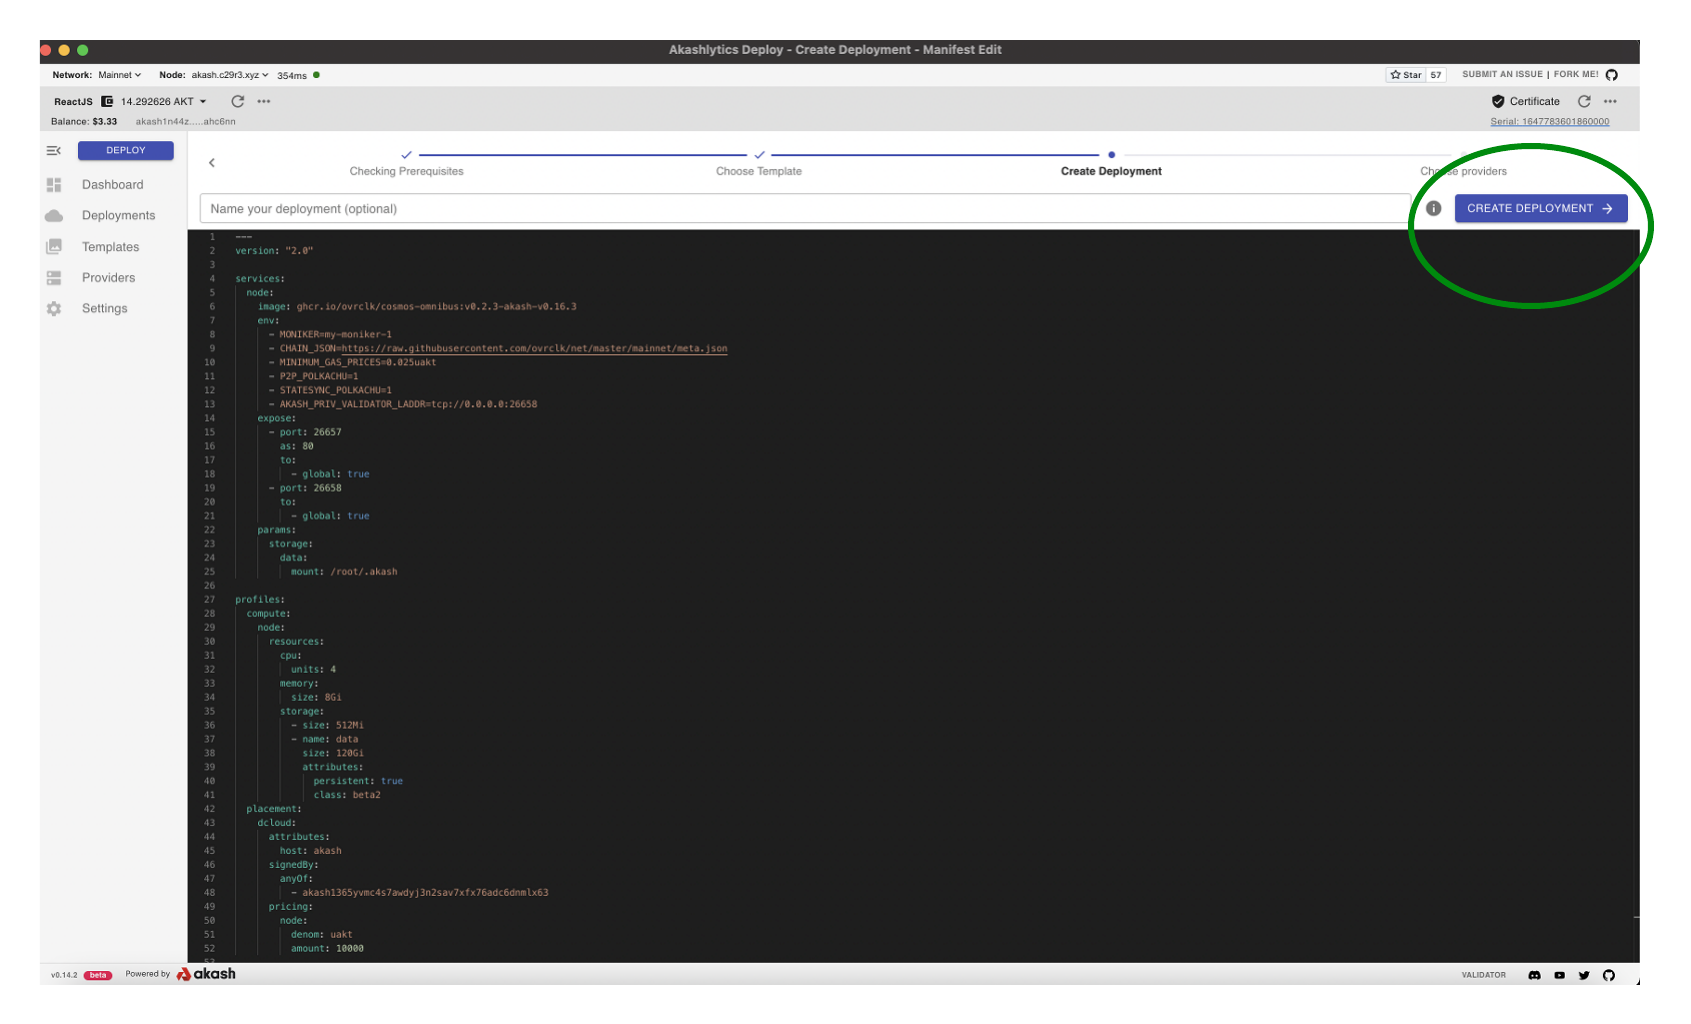 Akashlytics Deploy - Create Deployment - Manifest Edit
Network: Mainnet Node: akash.c29r3.xyz 354ms
Star 57 SUBMIT AN ISSUE | FORK ME!
ReactJS 14.292626 AKT
Certificate
Balance: $3.33 akash1n44z.....ahc6nn
Serial: 1647783601860000
DEPLOY
Dashboard
Deployments
Templates
Providers
Settings
Checking Prerequisites
Choose Template
Create Deployment
Choose providers
Name your deployment (optional)
CREATE DEPLOYMENT
1 ---
2 version: "2.0"
3
4 services:
5 node:
6 image: ghcr.io/ovrclk/cosmos-omnibus:v0.2.3-akash-v0.16.3
7 env:
8 - MONIKER=my-moniker-1
9 - CHAIN_JSON=https://raw.githubusercontent.com/ovrclk/net/master/mainnet/meta.json
10 - MINIMUM_GAS_PRICES=0.025uakt
11 - P2P_POLKACHU=1
12 - STATESYNC_POLKACHU=1
13 - AKASH_PRIV_VALIDATOR_LADDR=tcp://0.0.0.0:26658
14 expose:
15 - port: 26657
16 as: 80
17 to:
18 - global: true
19 - port: 26658
20 to:
21 - global: true
22 params:
23 storage:
24 data:
25 mount: /root/.akash
26
27 profiles:
28 compute:
29 node:
30 resources:
31 cpu:
32 units: 4
33 memory:
34 size: 8Gi
35 storage:
36 - size: 512Mi
37 - name: data
38 size: 120Gi
39 attributes:
40 persistent: true
41 class: beta2
42 placement:
43 dcloud:
44 attributes:
45 host: akash
46 signedBy:
47 anyOf:
48 - akash1365yvmc4s7awdyj3n2sav7xfx76adc6dnmlx63
49 pricing:
50 node:
51 denom: uakt
52 amount: 10000
53
v0.14.2 beta Powered by akash
VALIDATOR